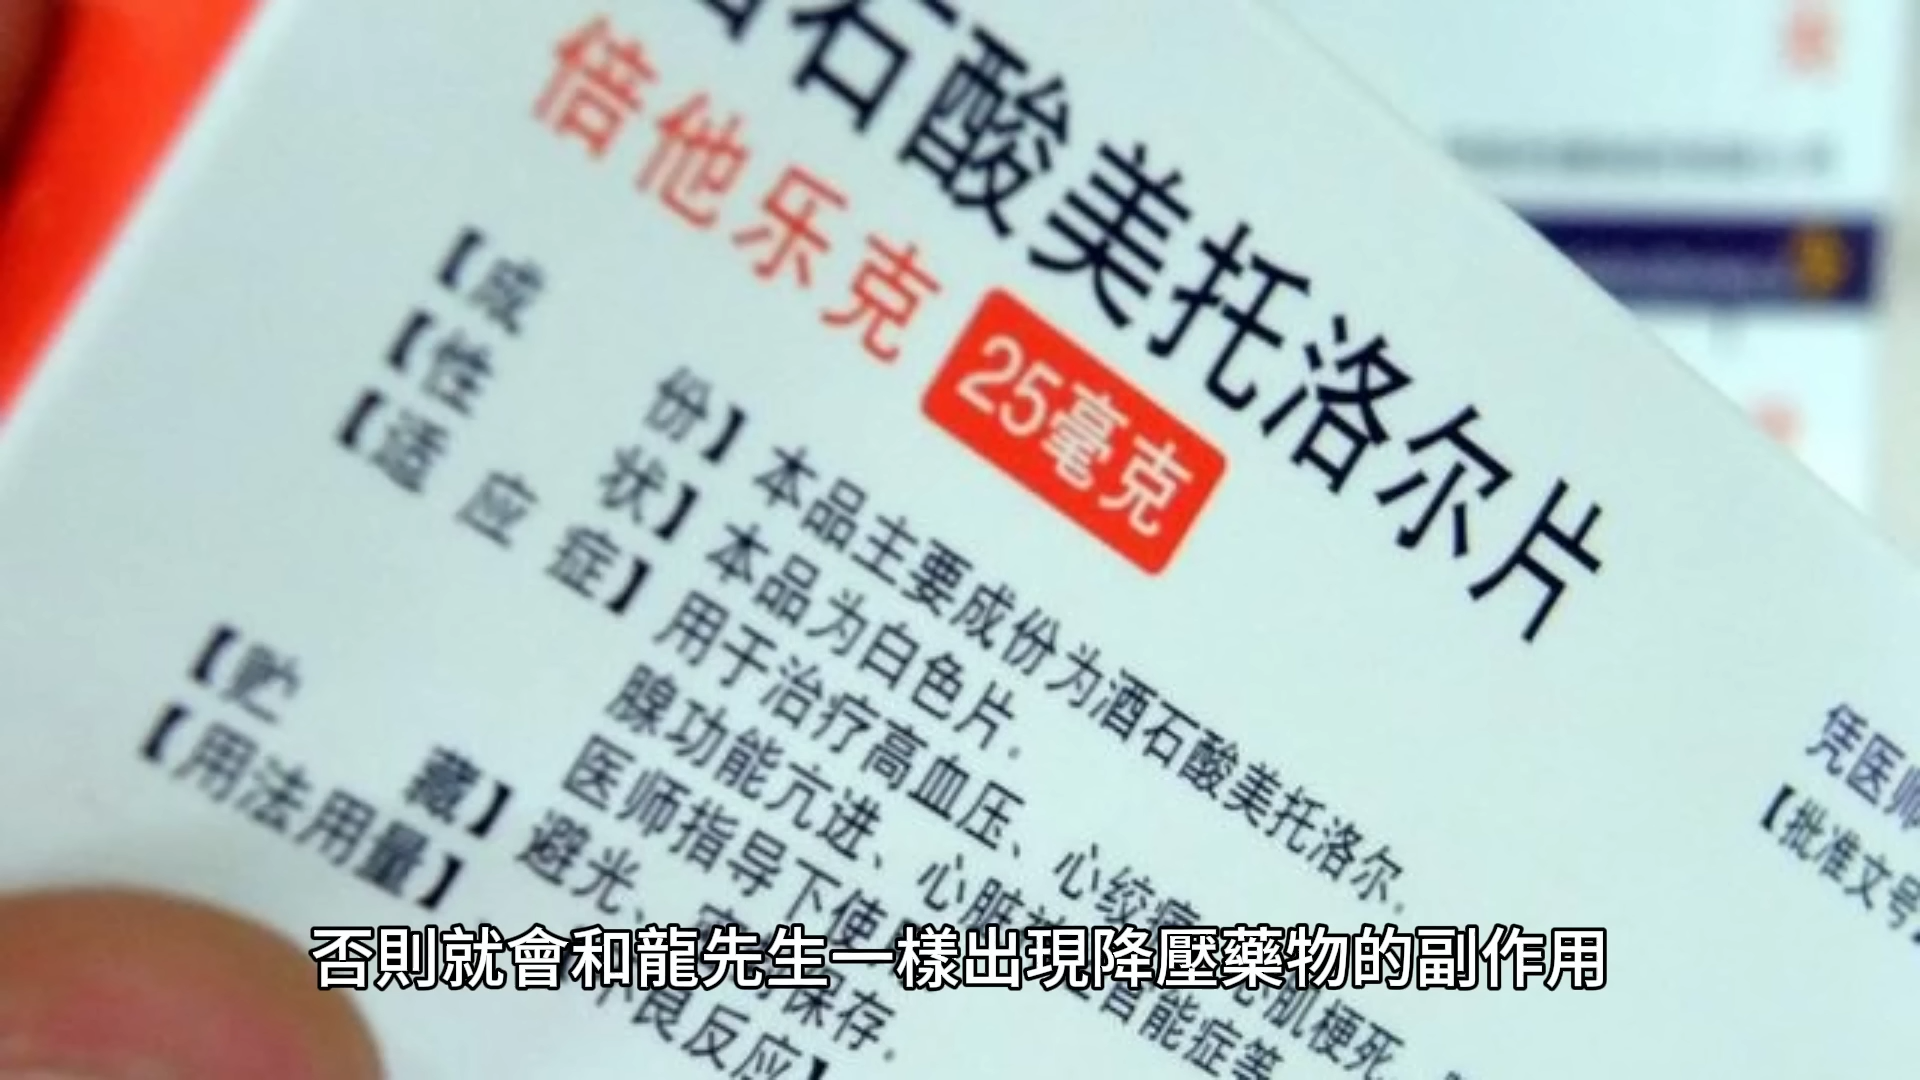 石酸美托洛尔片
倍他乐克
25毫克
【成 份】本品主要成份为酒石酸美托洛尔.
【性 状】本品为白色片.
【适 应 症】用于治疗高血压、心绞痛、心肌梗死、
腺功能亢进、心脏神经官能症等
医师指导下使用
【贮 藏】避光、密封保存.
【用法用量】
不良反应】
凭医师
【批准文号】
否則就會和龍先生一樣出現降壓藥物的副作用